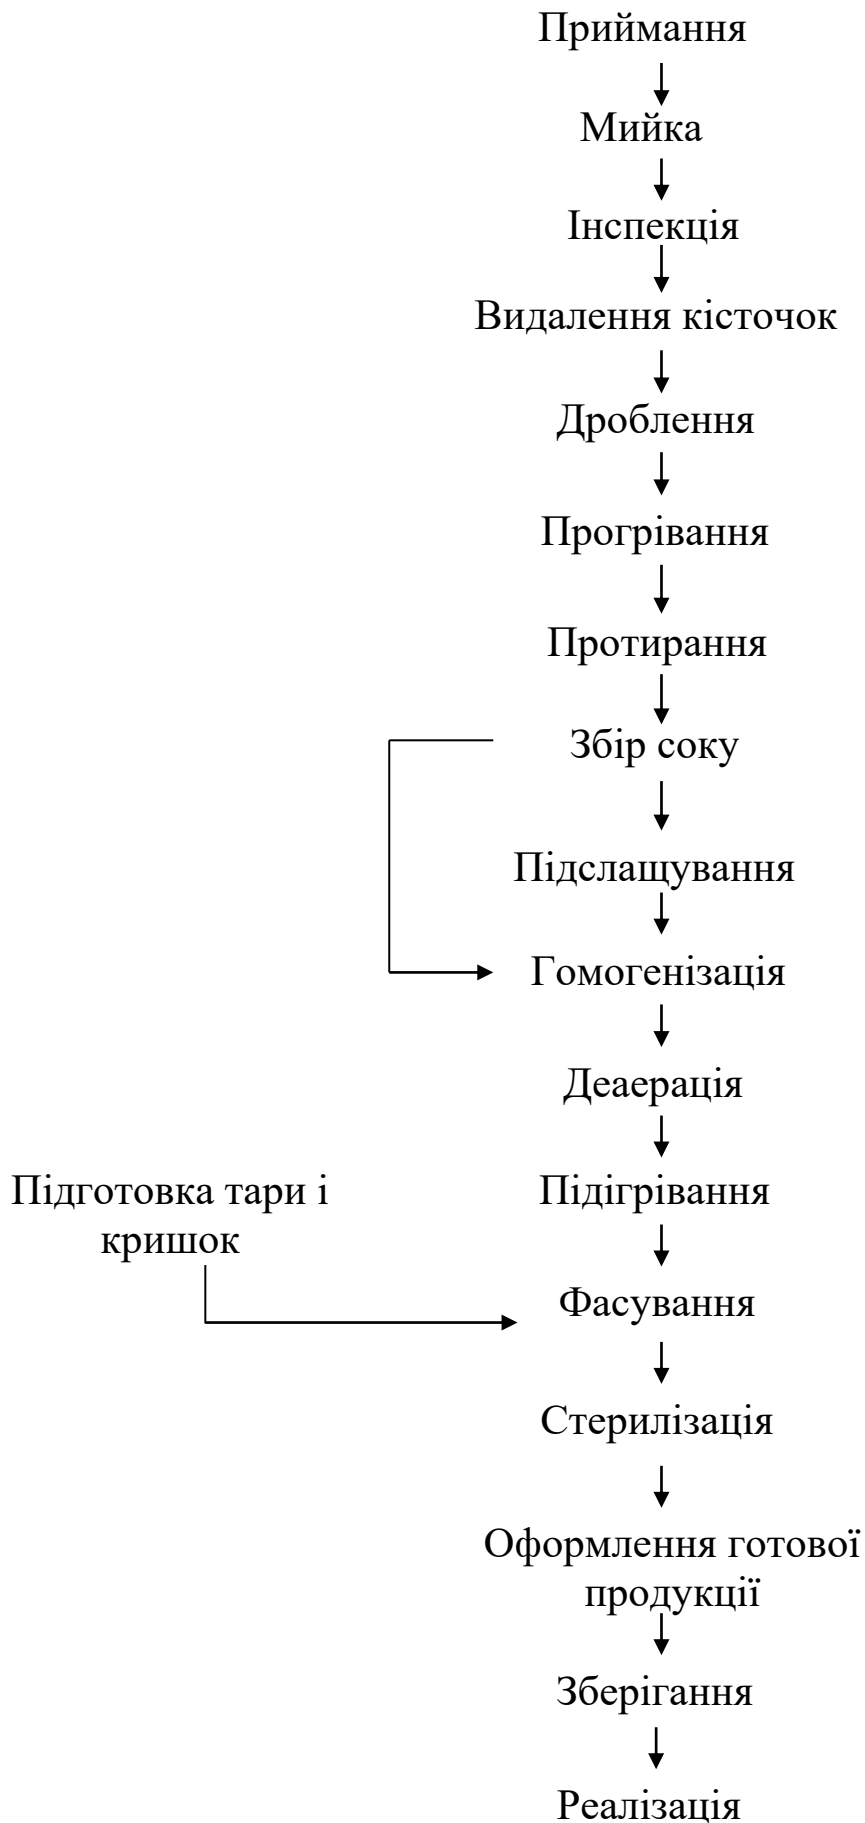 Приймання
Мийка
Інспекція
Видалення кісточок
Дроблення
Прогрівання
Протирання
Збір соку
Підслащування
Гомогенізація
Деаерація
Підготовка тари і
кришок
Підігрівання
Фасування
Стерилізація
Оформлення готової
продукції
Зберігання
Реалізація